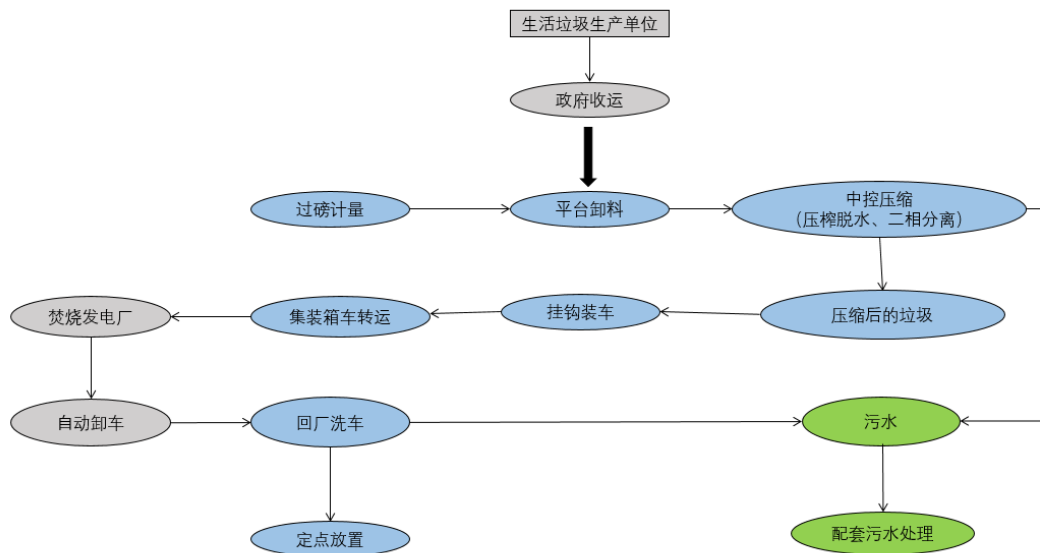 生活垃圾生产单位
政府收运
过磅计量
平台卸料
中控压缩
（压榨脱水、二相分离）
焚烧发电厂
集装箱车转运
挂钩装车
压缩后的垃圾
自动卸车
回厂洗车
污水
定点放置
配套污水处理